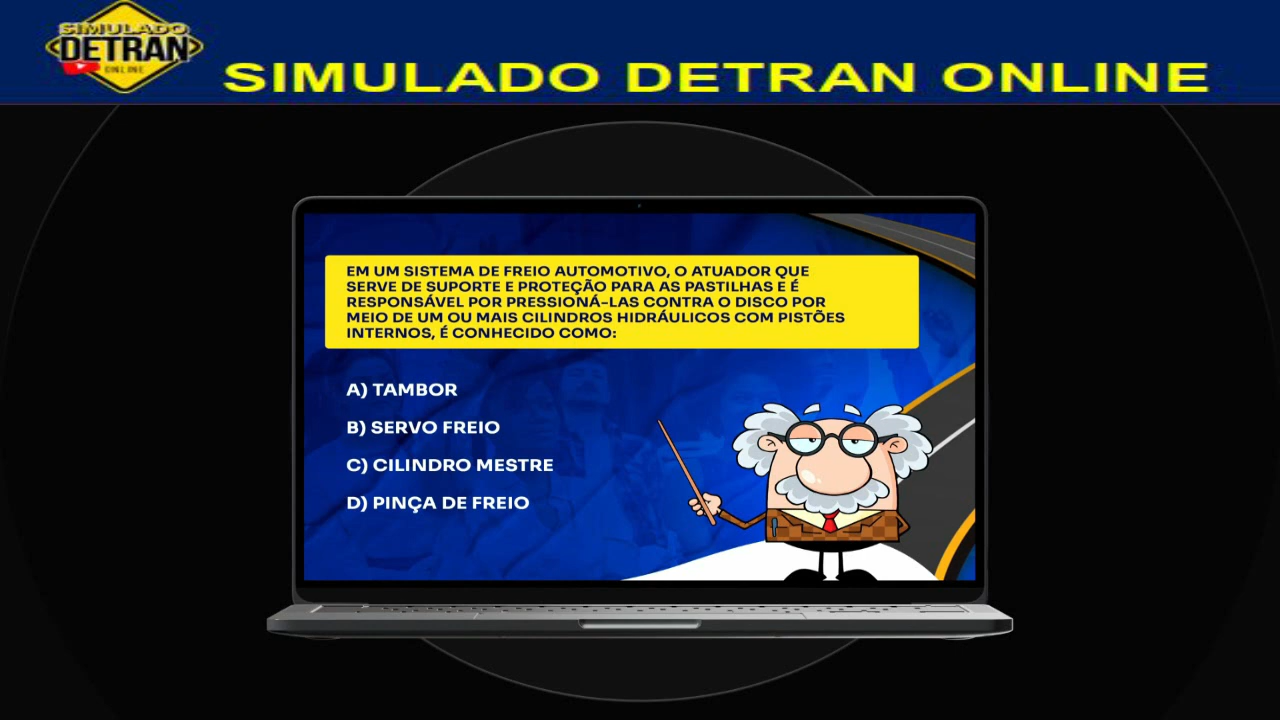 SIMULADO
DETRAN
ONLINE
SIMULADO DETRAN ONLINE
EM UM SISTEMA DE FREIO AUTOMOTIVO, O ATUADOR QUE
SERVE DE SUPORTE E PROTEÇÃO PARA AS PASTILHAS E É
RESPONSÁVEL POR PRESSIONÁ-LAS CONTRA O DISCO POR
MEIO DE UM OU MAIS CILINDROS HIDRÁULICOS COM PISTÕES
INTERNOS, É CONHECIDO COMO:
A) TAMBOR
B) SERVO FREIO
C) CILINDRO MESTRE
D) PINÇA DE FREIO